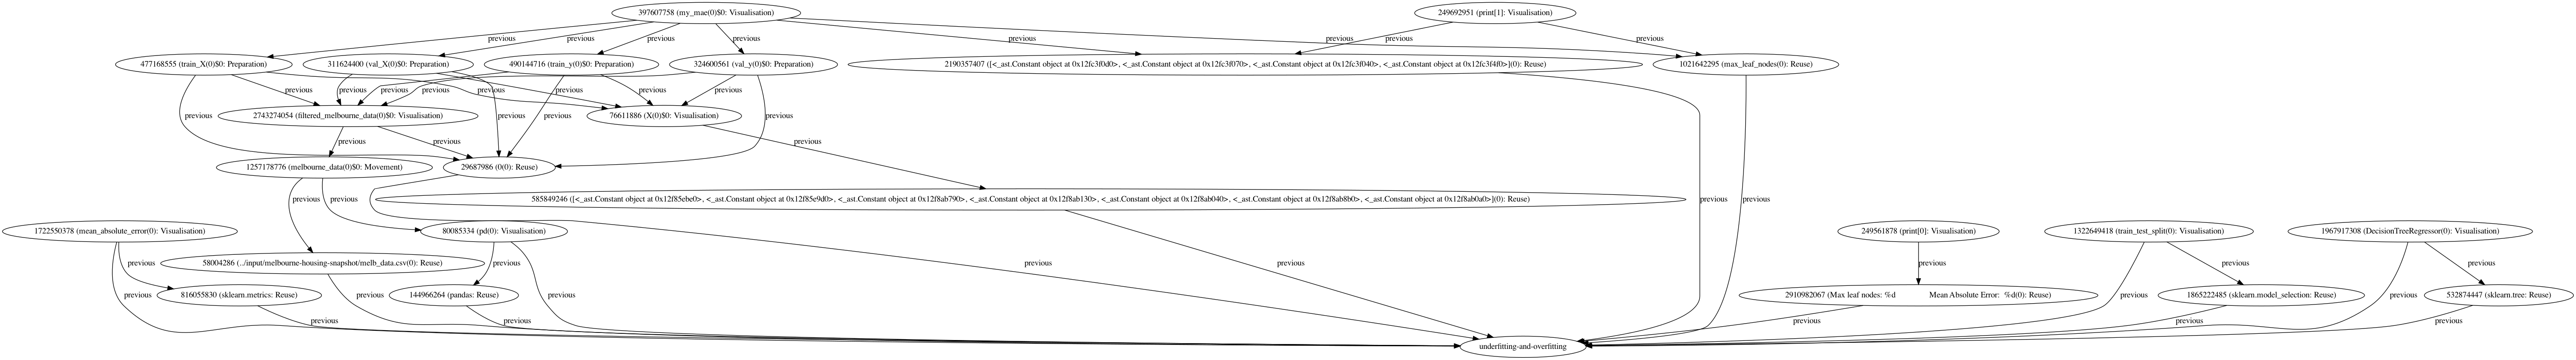 397607758 (my_mae(0)$0: Visualisation)
249692951 (print[1]: Visualisation)
previous
previous
previous
previous
previous
previous
previous
previous
477168555 (train_X(0)$0: Preparation)
311624400 (val_X(0)$0: Preparation)
490144716 (train_y(0)$0: Preparation)
324600561 (val_y(0)$0: Preparation)
2190357407 ([<_ast.Constant object at 0x12fc3f0d0>, <_ast.Constant object at 0x12fc3f070>, <_ast.Constant object at 0x12fc3f040>, <_ast.Constant object at 0x12fc3f4f0>](0): Reuse)
1021642295 (max_leaf_nodes(0): Reuse)
previous
previous
previous
previous
previous
previous
previous
previous
2743274054 (filtered_melbourne_data(0)$0: Visualisation)
76611886 (X(0)$0: Visualisation)
previous
previous
previous
previous
previous
previous
previous
1257178776 (melbourne_data(0)$0: Movement)
29687986 (0(0): Reuse)
previous
previous
585849246 ([<_ast.Constant object at 0x12f85ebe0>, <_ast.Constant object at 0x12f85e9d0>, <_ast.Constant object at 0x12f8ab790>, <_ast.Constant object at 0x12f8ab130>, <_ast.Constant object at 0x12f8ab040>, <_ast.Constant object at 0x12f8ab8b0>, <_ast.Constant object at 0x12f8ab0a0>](0): Reuse)
previous
previous
1722550378 (mean_absolute_error(0): Visualisation)
80085334 (pd(0): Visualisation)
249561878 (print[0]: Visualisation)
1322649418 (train_test_split(0): Visualisation)
1967917308 (DecisionTreeRegressor(0): Visualisation)
previous
previous
previous
previous
previous
previous
previous
58004286 (../input/melbourne-housing-snapshot/melb_data.csv(0): Reuse)
previous
previous
previous
previous
previous
816055830 (sklearn.metrics: Reuse)
144966264 (pandas: Reuse)
2910982067 (Max leaf nodes: %d Mean Absolute Error: %d(0): Reuse)
1865222485 (sklearn.model_selection: Reuse)
532874447 (sklearn.tree: Reuse)
previous
previous
previous
previous
previous
underfitting-and-overfitting